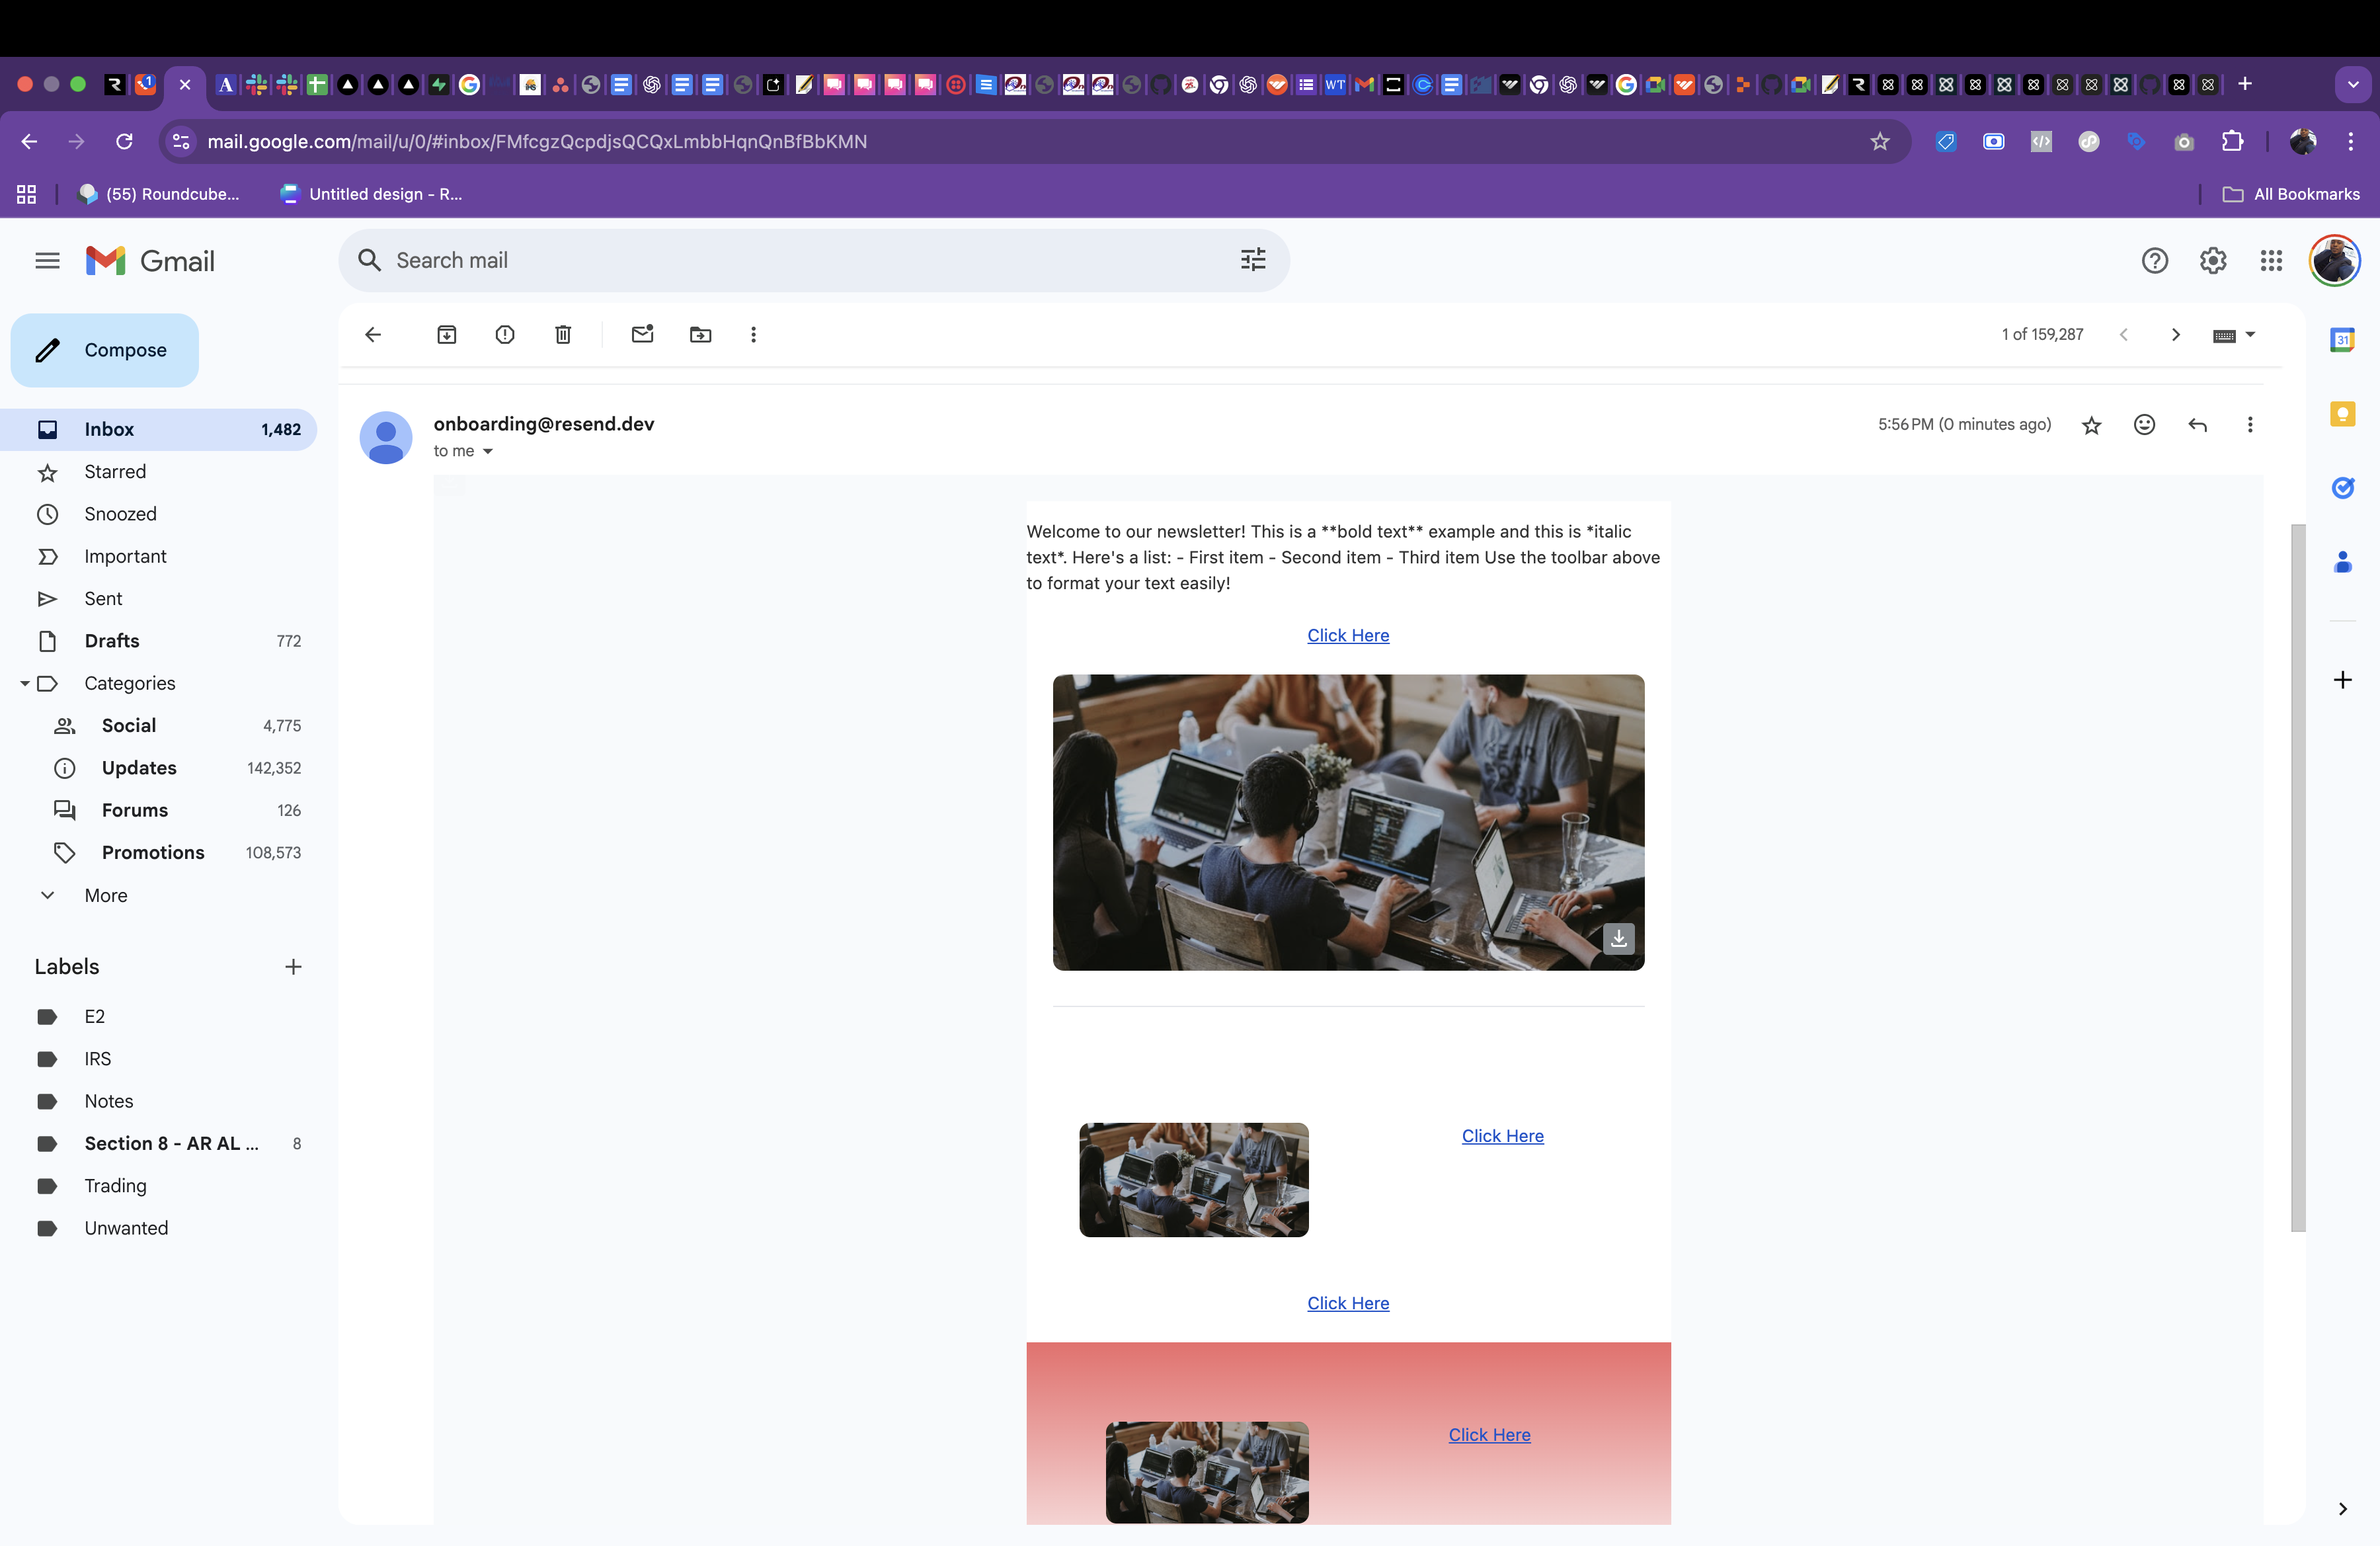 1
A
WT
mail.google.com/mail/u/0/#inbox/FMfcgzQcpdjsQCQxLmbbHqnQnBfBbKMN
(55) Roundcube...
Untitled design - R...
All Bookmarks
Gmail
Search mail
Compose
1 of 159,287
31
Inbox 1,482
Starred
Snoozed
Important
Sent
Drafts 772
Categories
Social 4,775
Updates 142,352
Forums 126
Promotions 108,573
More
Labels
E2
IRS
Notes
Section 8 - AR AL ... 8
Trading
Unwanted
onboarding@resend.dev
5:56 PM (0 minutes ago)
to me
Welcome to our newsletter! This is a **bold text** example and this is *italic
text*. Here's a list: - First item - Second item - Third item Use the toolbar above
to format your text easily!
Click Here
Click Here
Click Here
Click Here